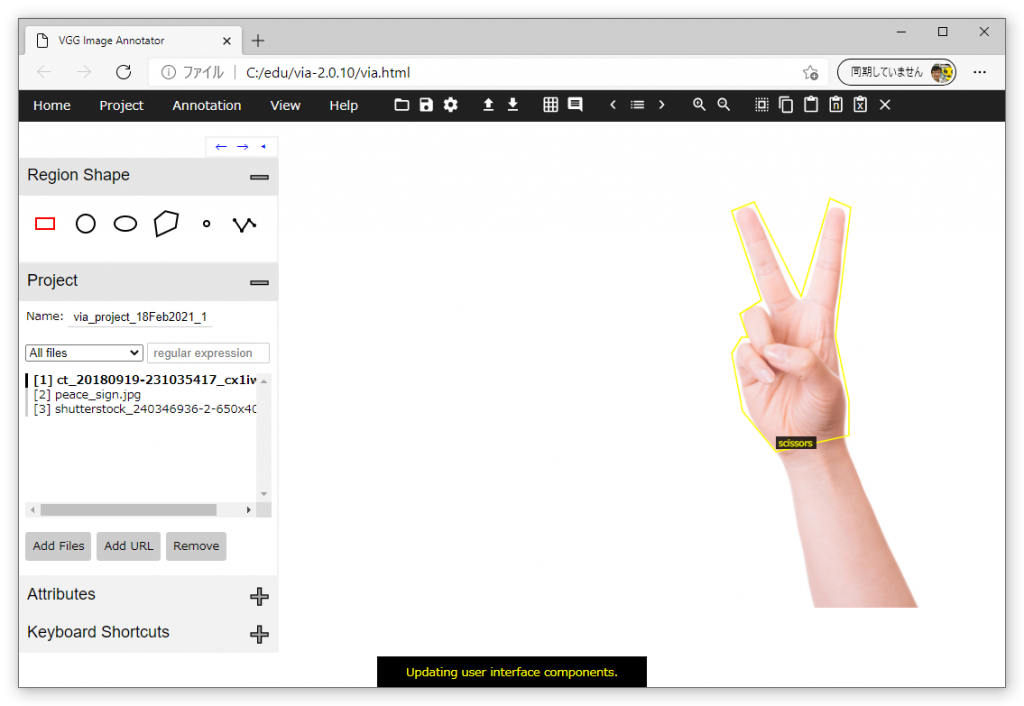 VGG Image Annotator
ファイル
C:/edu/via-2.0.10/via.html
同期していません
Home Project Annotation View Help
Region Shape
Project
Name: via_project_18Feb2021_1
All files regular expression
[1] ct_20180919-231035417_cx1iw
[2] peace_sign.jpg
[3] shutterstock_240346936-2-650x40
Add Files Add URL Remove
Attributes
Keyboard Shortcuts
scissors
Updating user interface components.